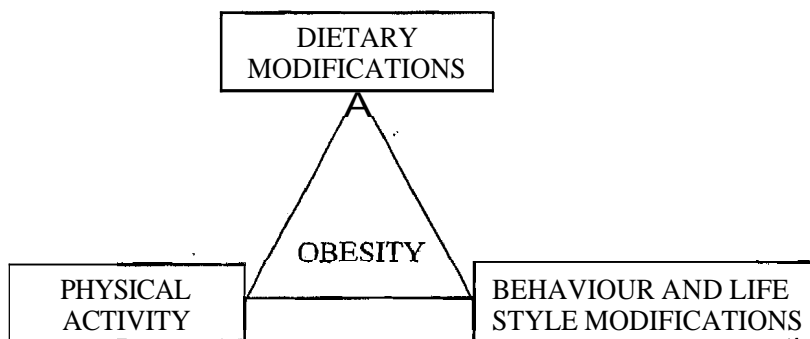 DIETARY
MODIFICATIONS
A
OBESITY
PHYSICAL
ACTIVITY
BEHAVIOUR AND LIFE
STYLE MODIFICATIONS